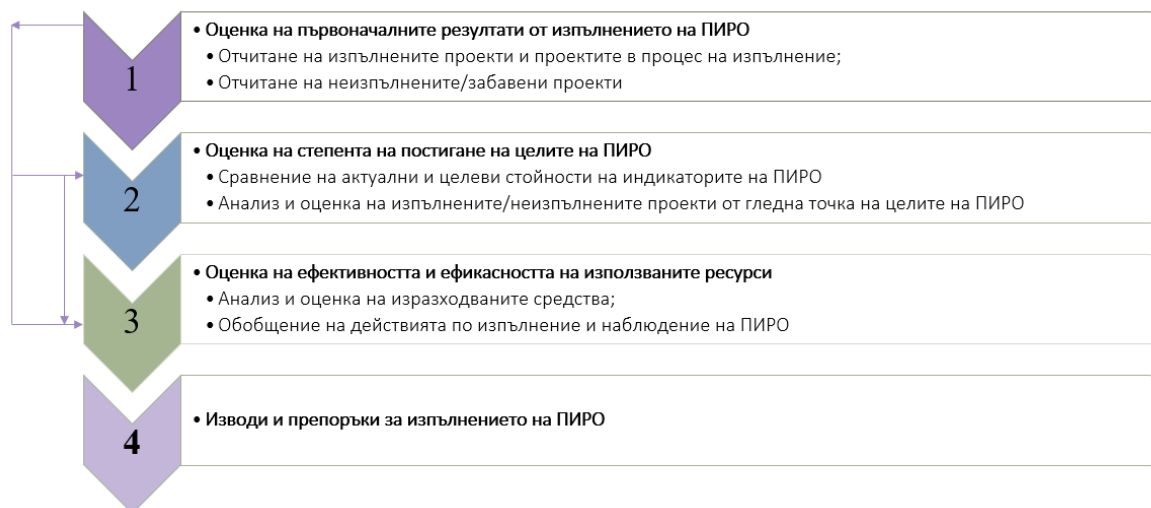 1
• Оценка на първоначалните резултати от изпълнението на ПИРО
• Отчитане на изпълнените проекти и проектите в процес на изпълнение;
• Отчитане на неизпълнените/забавени проекти
2
• Оценка на степента на постигане на целите на ПИРО
• Сравнение на актуални и целеви стойности на индикаторите на ПИРО
• Анализ и оценка на изпълнените/неизпълнените проекти от гледна точка на целите на ПИРО
3
• Оценка на ефективността и ефикасността на използваните ресурси
• Анализ и оценка на изразходваните средства;
• Обобщение на действията по изпълнение и наблюдение на ПИРО
4
• Изводи и препоръки за изпълнението на ПИРО